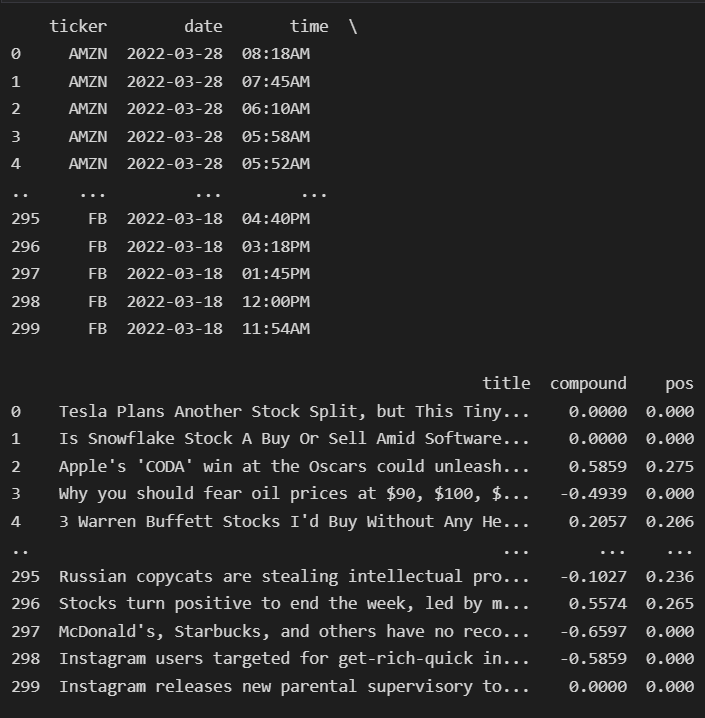 ticker date time \
0 AMZN 2022-03-28 08:18AM
1 AMZN 2022-03-28 07:45AM
2 AMZN 2022-03-28 06:10AM
3 AMZN 2022-03-28 05:58AM
4 AMZN 2022-03-28 05:52AM
.. ... ... ...
295 FB 2022-03-18 04:40PM
296 FB 2022-03-18 03:18PM
297 FB 2022-03-18 01:45PM
298 FB 2022-03-18 12:00PM
299 FB 2022-03-18 11:54AM
title compound pos
0 Tesla Plans Another Stock Split, but This Tiny... 0.0000 0.000
1 Is Snowflake Stock A Buy Or Sell Amid Software... 0.0000 0.000
2 Apple's 'CODA' win at the Oscars could unleash... 0.5859 0.275
3 Why you should fear oil prices at $90, $100, $... -0.4939 0.000
4 3 Warren Buffett Stocks I'd Buy Without Any He... 0.2057 0.206
.. ... ... ...
295 Russian copycats are stealing intellectual pro... -0.1027 0.236
296 Stocks turn positive to end the week, led by m... 0.5574 0.265
297 McDonald's, Starbucks, and others have no reco... -0.6597 0.000
298 Instagram users targeted for get-rich-quick in... -0.5859 0.000
299 Instagram releases new parental supervisory to... 0.0000 0.000